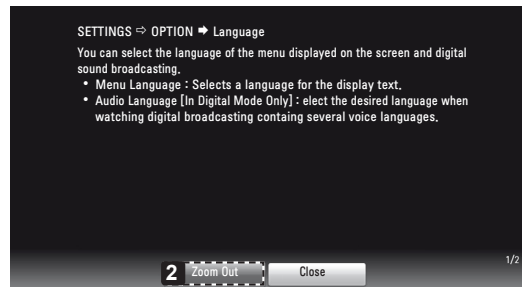 SETTINGS ⇨ OPTION ➡ Language
You can select the language of the menu displayed on the screen and digital
sound broadcasting.
• Menu Language : Selects a language for the display text.
• Audio Language [In Digital Mode Only] : elect the desired language when
watching digital broadcasting containg several voice languages.
1/2
2 Zoom Out Close